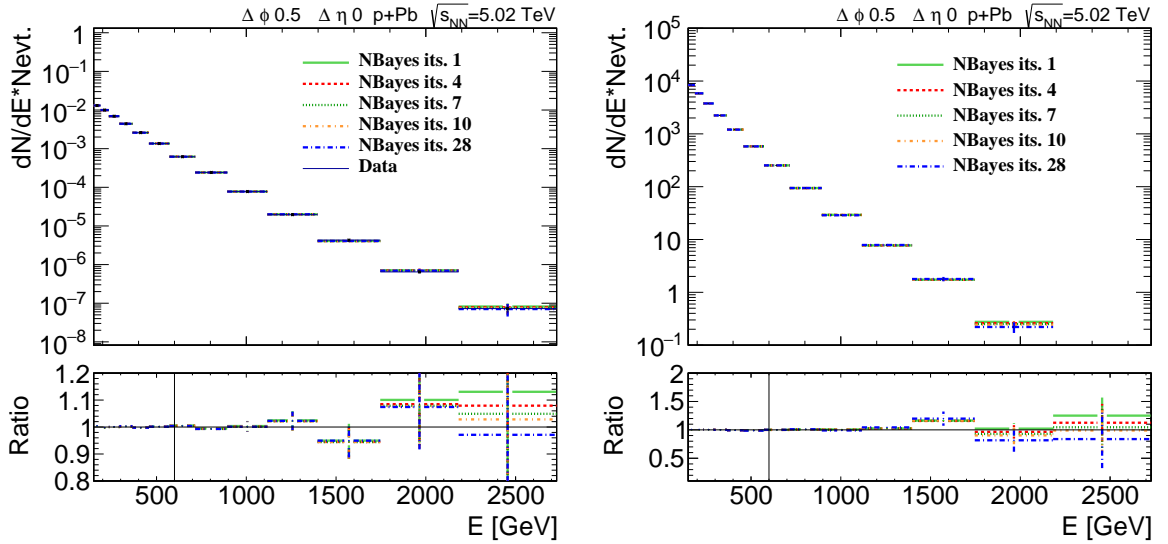 Δ ϕ 0.5 Δ η 0 p+Pb √s_NN=5.02 TeV
dN/dE*Nevt.
1
10⁻¹
10⁻²
10⁻³
10⁻⁴
10⁻⁵
10⁻⁶
10⁻⁷
10⁻⁸
NBayes its. 1
NBayes its. 4
NBayes its. 7
NBayes its. 10
NBayes its. 28
Data
Ratio
1.2
1.1
1.0
0.9
0.8
500 1000 1500 2000 2500
E [GeV]
Δ ϕ 0.5 Δ η 0 p+Pb √s_NN=5.02 TeV
dN/dE*Nevt.
10⁵
10⁴
10³
10²
10
1
10⁻¹
NBayes its. 1
NBayes its. 4
NBayes its. 7
NBayes its. 10
NBayes its. 28
Ratio
2
1.5
1
0.5
500 1000 1500 2000 2500
E [GeV]